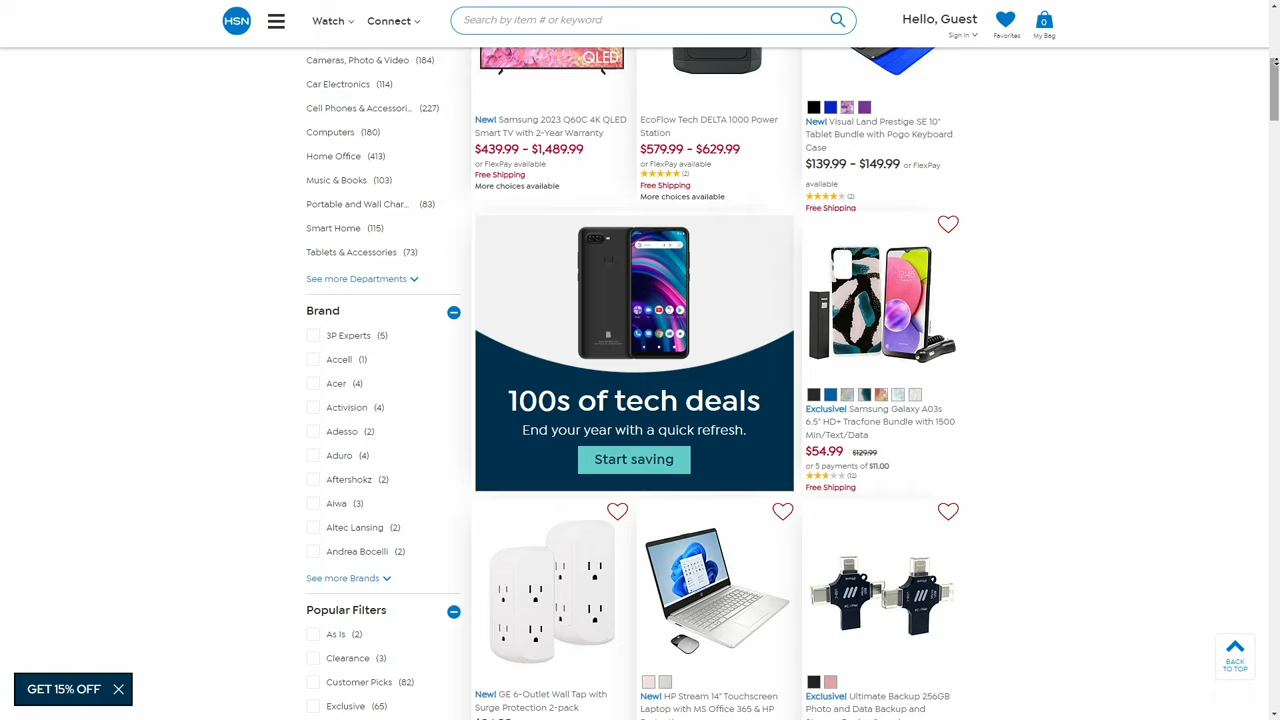 HSN
Watch
Connect
Search by item # or keyword
Hello, Guest
Sign In
Favorites
0
My Bag
Cameras, Photo & Video (184)
Car Electronics (114)
Cell Phones & Accessori... (227)
Computers (180)
Home Office (413)
Music & Books (103)
Portable and Wall Char... (83)
Smart Home (115)
Tablets & Accessories (73)
See more Departments
Brand
3P Experts (5)
Accell (1)
Acer (4)
Activision (4)
Adesso (2)
Aduro (4)
Aftershokz (2)
Aiwa (3)
Altec Lansing (2)
Andrea Bocelli (2)
See more Brands
Popular Filters
As Is (2)
Clearance (3)
Customer Picks (82)
Exclusive (65)
QLED
New! Samsung 2023 Q60C 4K QLED
Smart TV with 2-Year Warranty
$439.99 - $1,489.99
or FlexPay available
Free Shipping
More choices available
EcoFlow Tech DELTA 1000 Power
Station
$579.99 - $629.99
or FlexPay available
(2)
Free Shipping
More choices available
New! Visual Land Prestige SE 10"
Tablet Bundle with Pogo Keyboard
Case
$139.99 - $149.99 or FlexPay
available
(2)
Free Shipping
100s of tech deals
End your year with a quick refresh.
Start saving
Exclusive! Samsung Galaxy A03s
6.5" HD+ Tracfone Bundle with 1500
Min/Text/Data
$54.99 $129.99
or 5 payments of $11.00
(12)
Free Shipping
New! GE 6-Outlet Wall Tap with
Surge Protection 2-pack
New! HP Stream 14" Touchscreen
Laptop with MS Office 365 & HP
Exclusive! Ultimate Backup 256GB
Photo and Data Backup and
GET 15% OFF
BACK
TO TOP